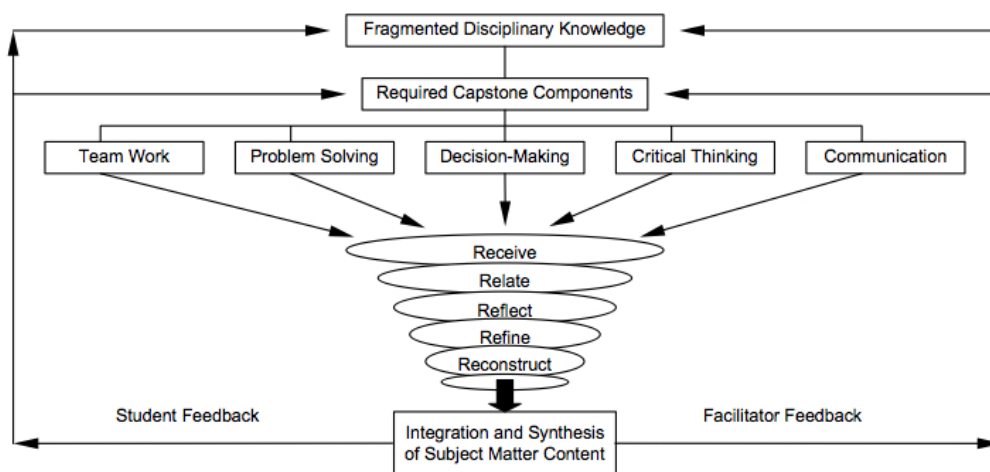 Fragmented Disciplinary Knowledge
Required Capstone Components
Team Work
Problem Solving
Decision-Making
Critical Thinking
Communication
Receive
Relate
Reflect
Refine
Reconstruct
Student Feedback
Facilitator Feedback
Integration and Synthesis
of Subject Matter Content